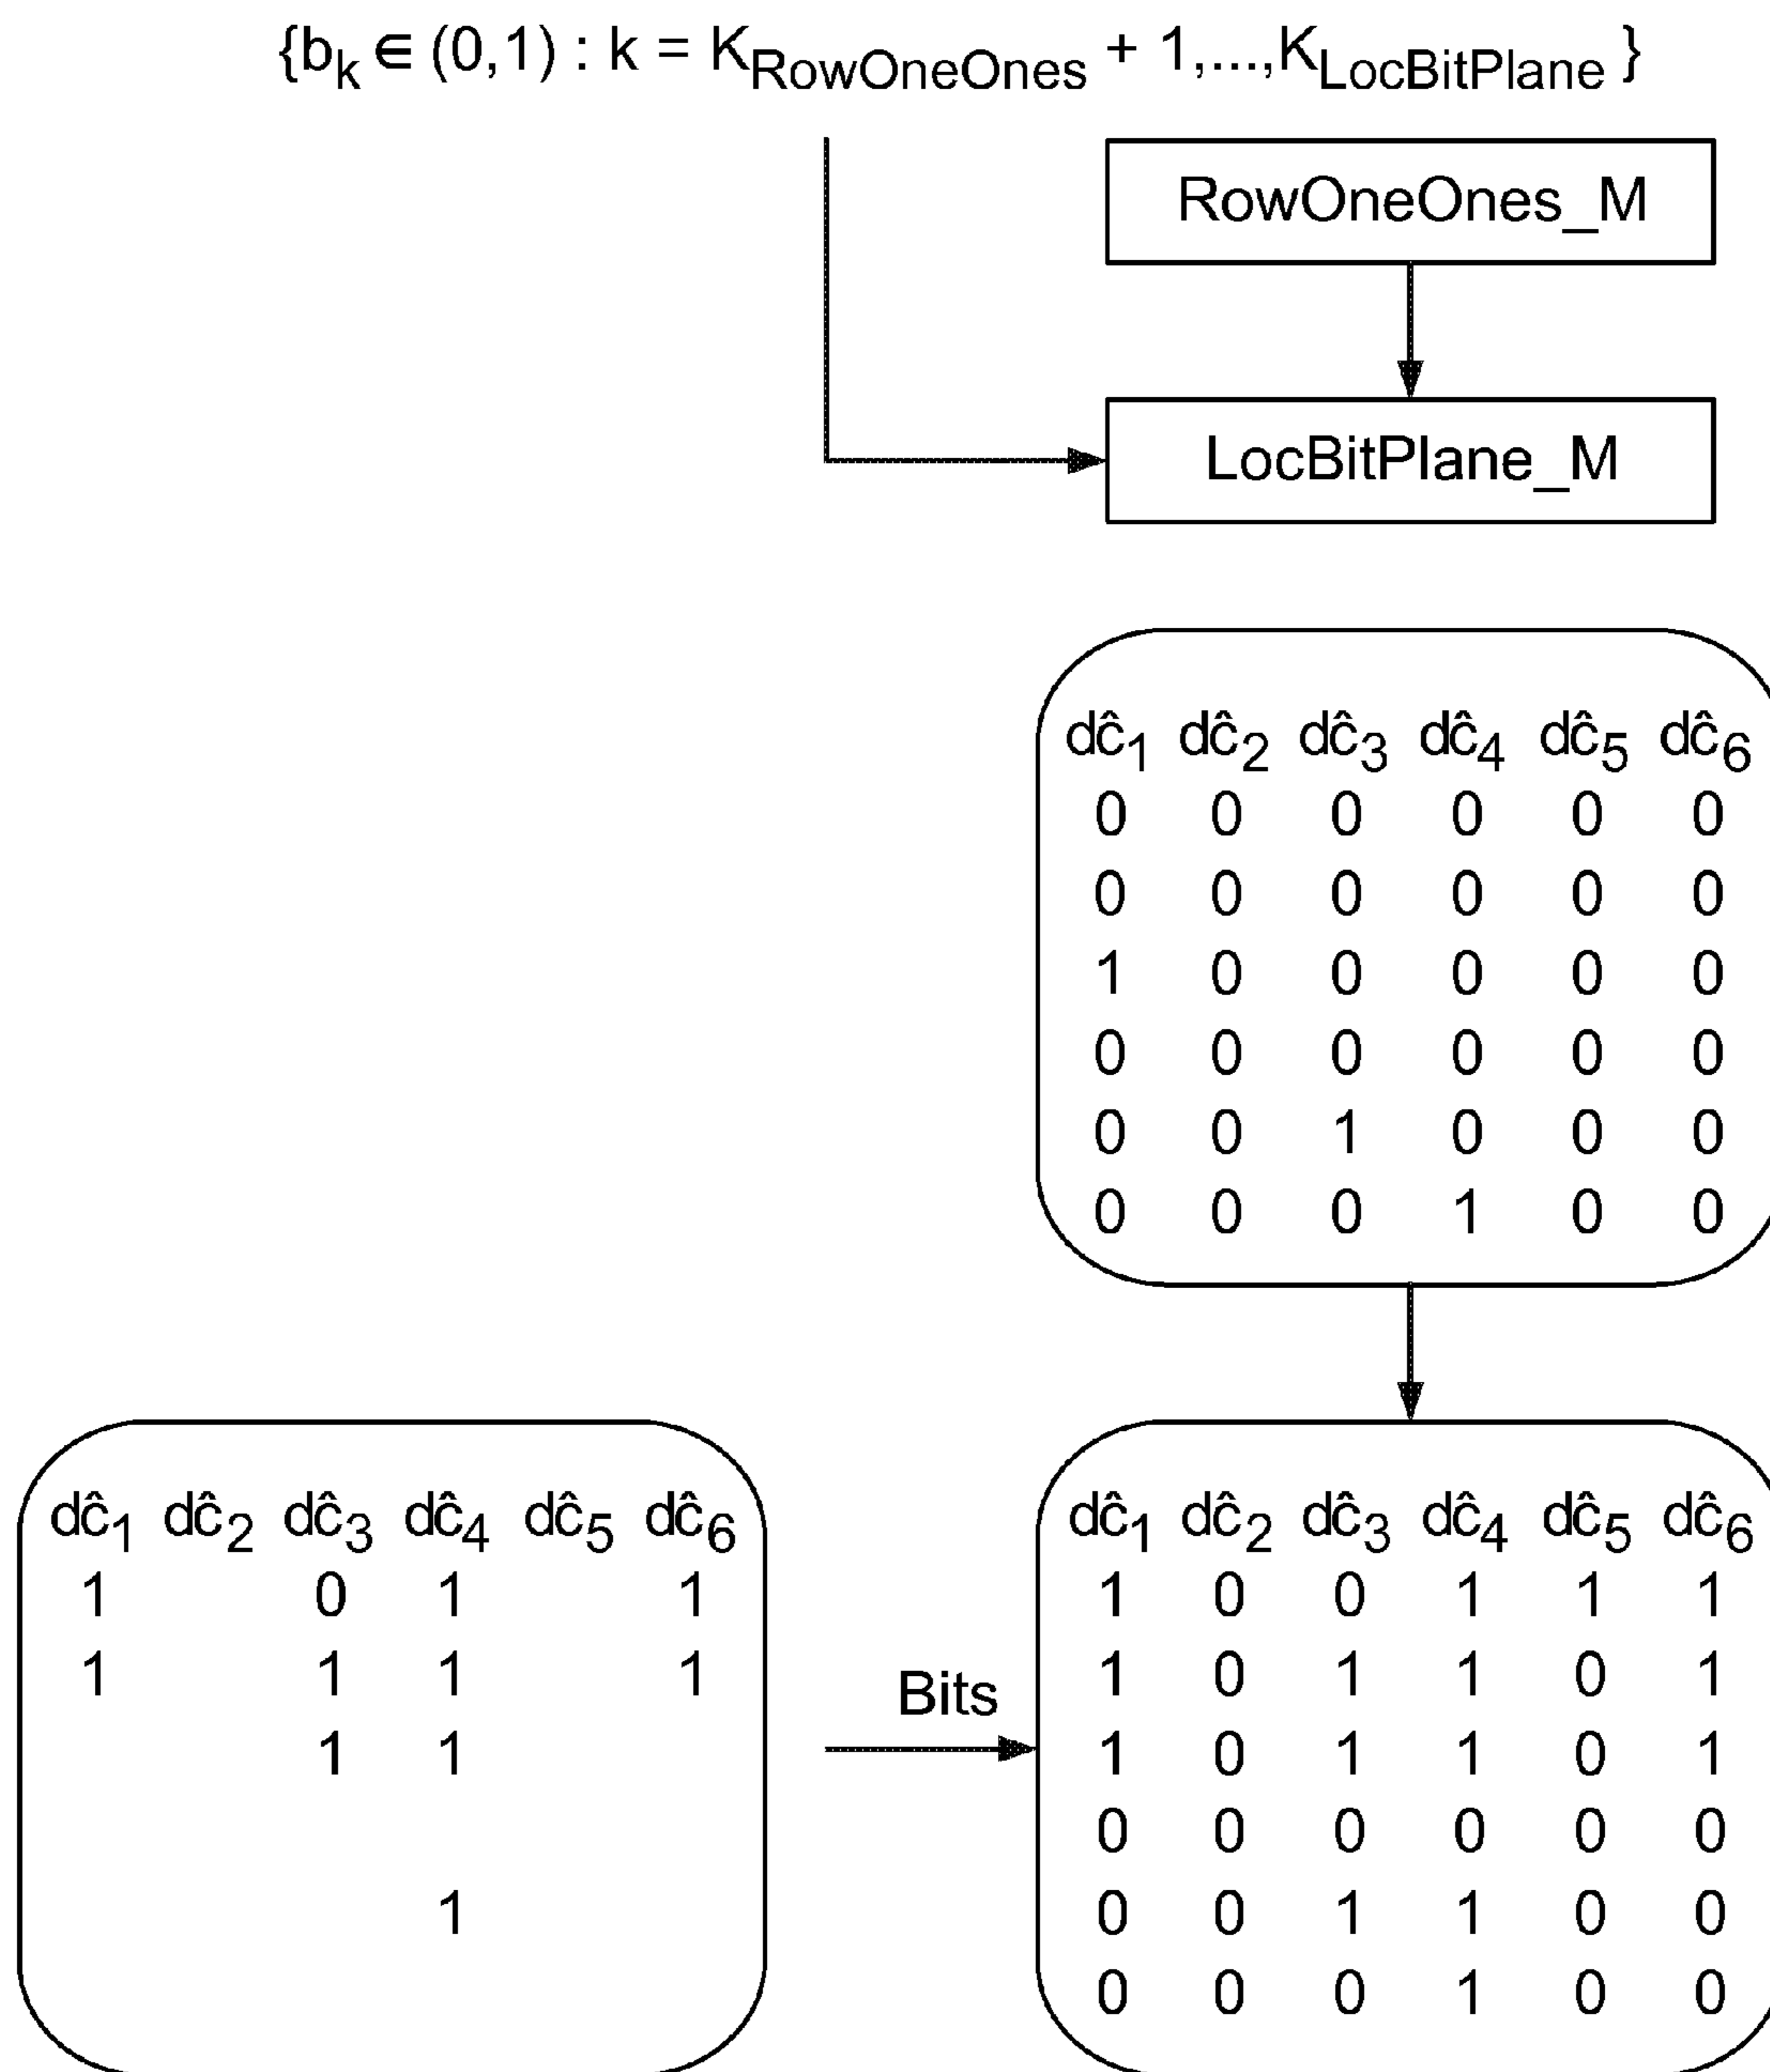 {b_k ∈ (0,1) : k = K_RowOneOnes + 1,...,K_LocBitPlane }
RowOneOnes_M
LocBitPlane_M
dĉ1 dĉ2 dĉ3 dĉ4 dĉ5 dĉ6
0 0 0 0 0 0
0 0 0 0 0 0
1 0 0 0 0 0
0 0 0 0 0 0
0 0 1 0 0 0
0 0 0 1 0 0
dĉ1 dĉ2 dĉ3 dĉ4 dĉ5 dĉ6
1 0 1 1
1 1 1 1
1 1
1
Bits
dĉ1 dĉ2 dĉ3 dĉ4 dĉ5 dĉ6
1 0 0 1 1 1
1 0 1 1 0 1
1 0 1 1 0 1
0 0 0 0 0 0
0 0 1 1 0 0
0 0 0 1 0 0